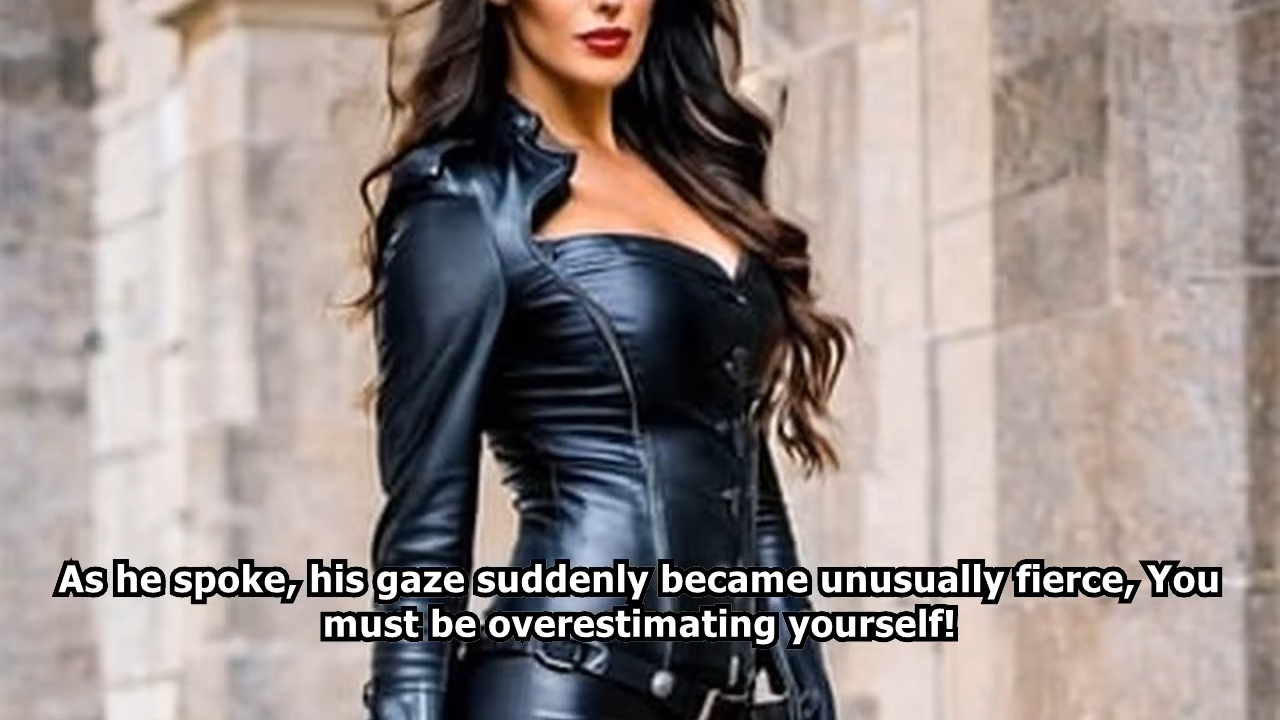 As he spoke, his gaze suddenly became unusually fierce, You
must be overestimating yourself!